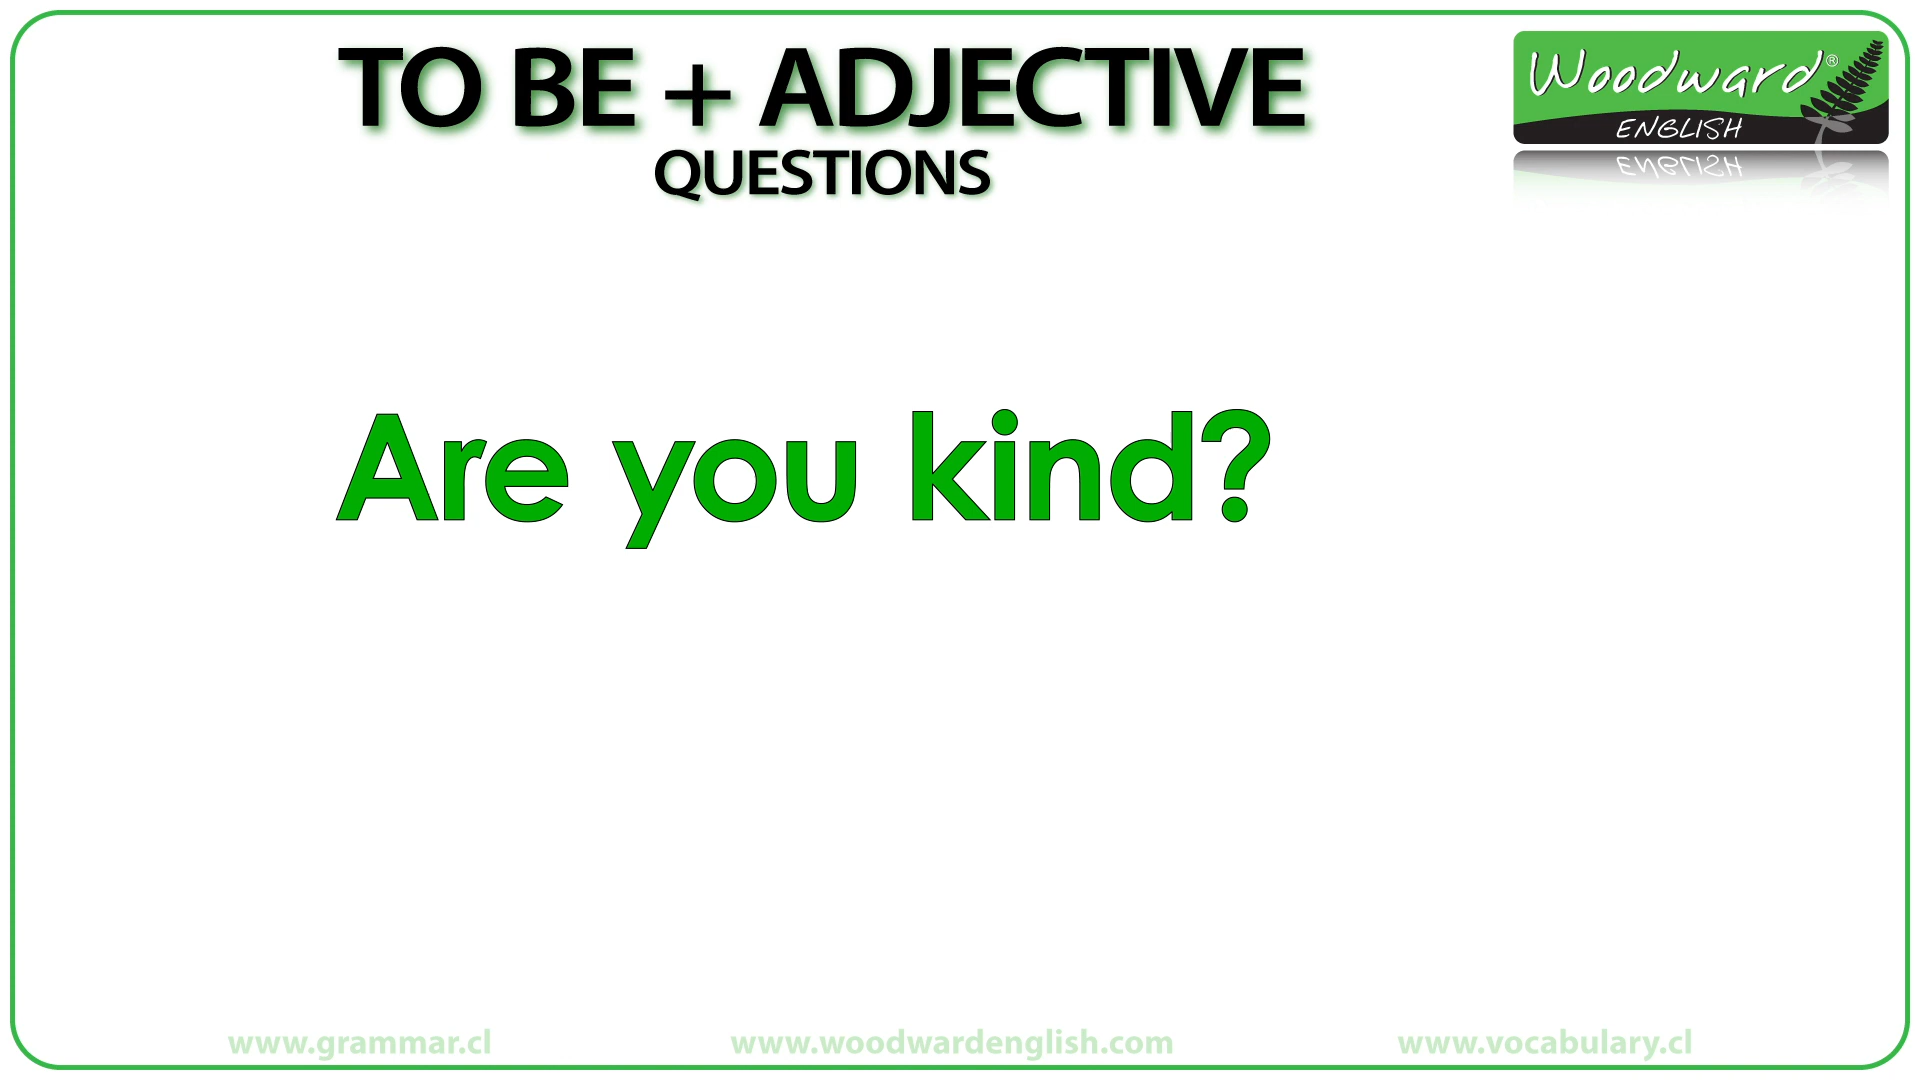 TO BE + ADJECTIVE
QUESTIONS
Woodward®
ENGLISH
Are you kind?
www.grammar.cl
www.woodwardenglish.com
www.vocabulary.cl